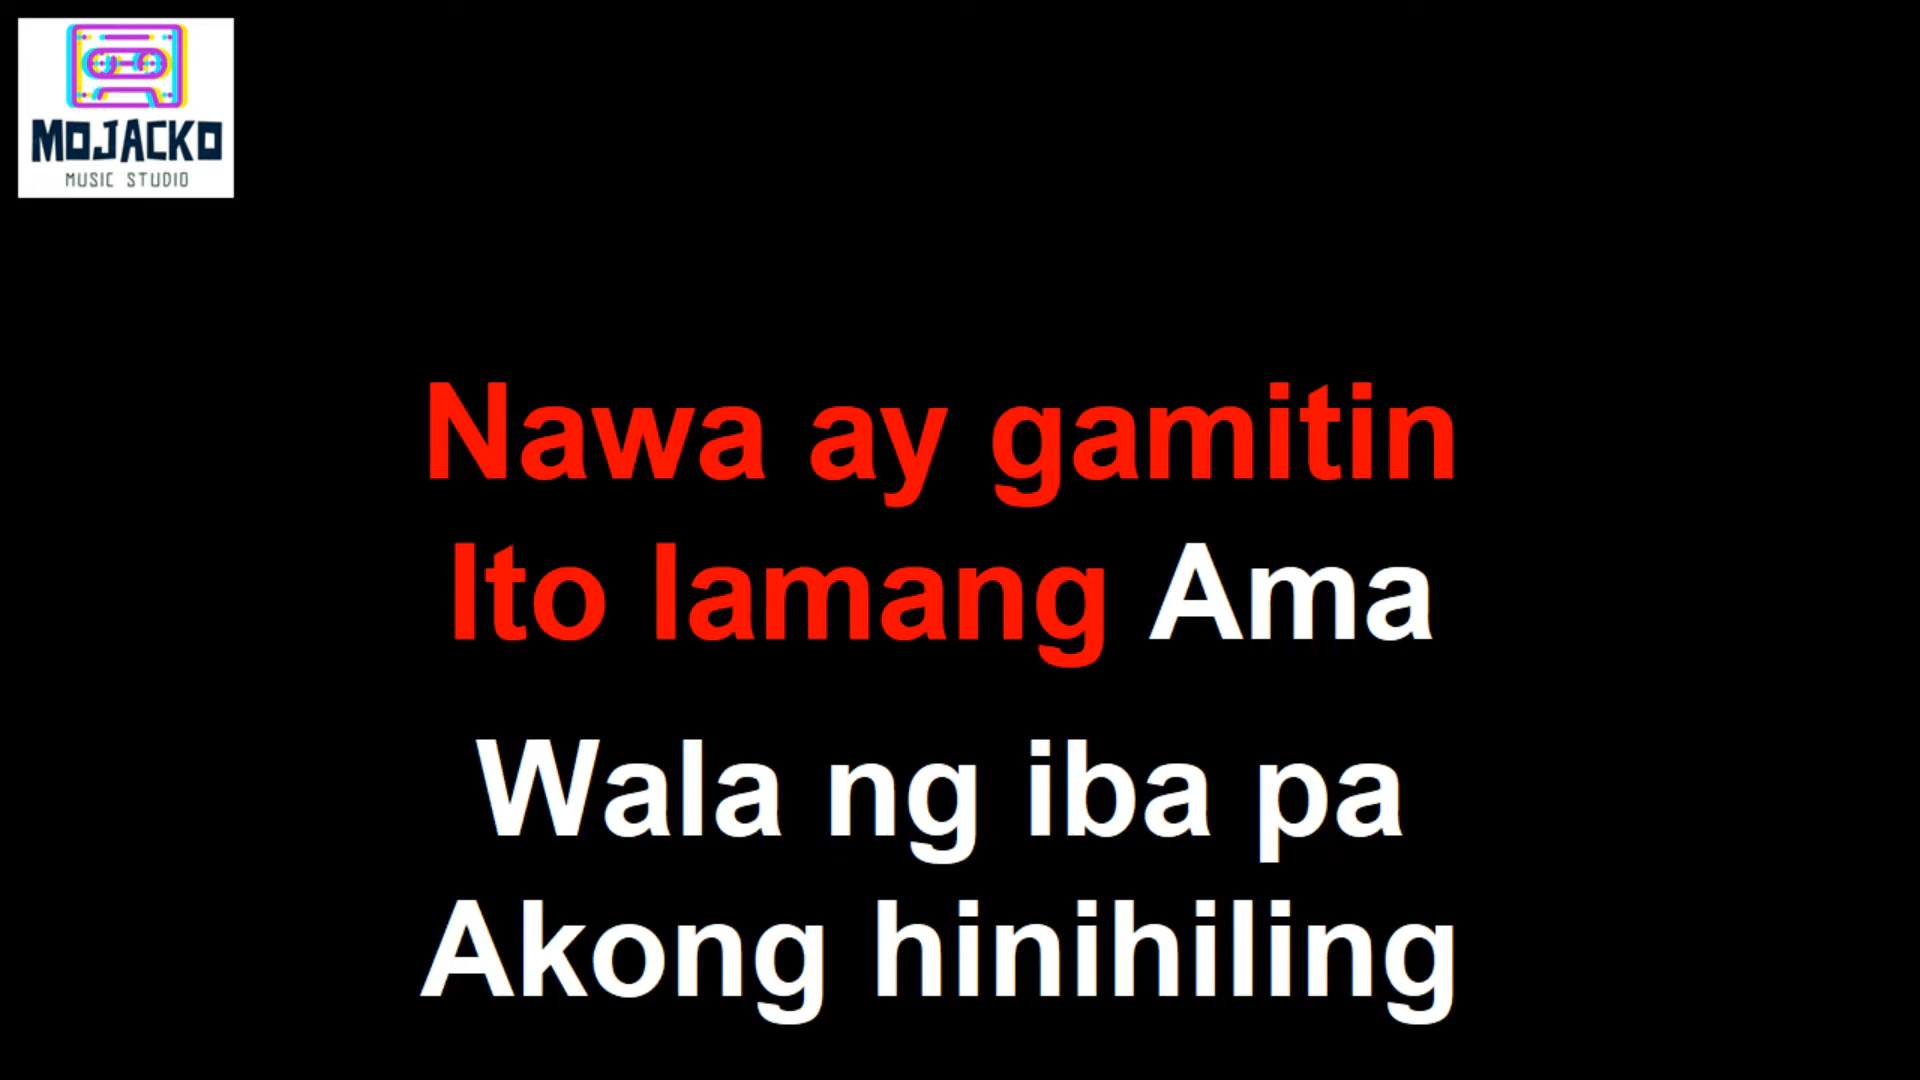 MOJACKO
MUSIC STUDIO
Nawa ay gamitin
Ito lamang Ama
Wala ng iba pa
Akong hinihiling